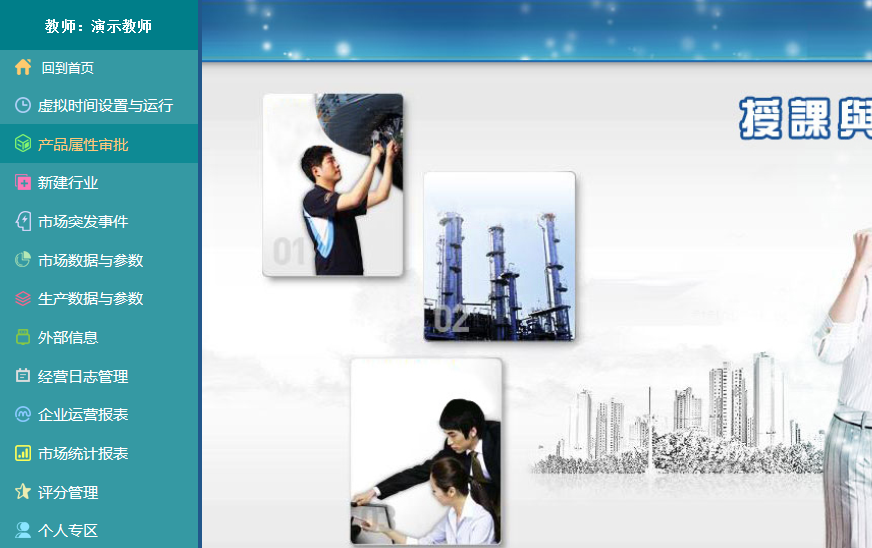 教师：演示教师
回到首页
虚拟时间设置与运行
产品属性审批
新建行业
市场突发事件
市场数据与参数
生产数据与参数
外部信息
经营日志管理
企业运营报表
市场统计报表
评分管理
个人专区
授課與
01
02
03